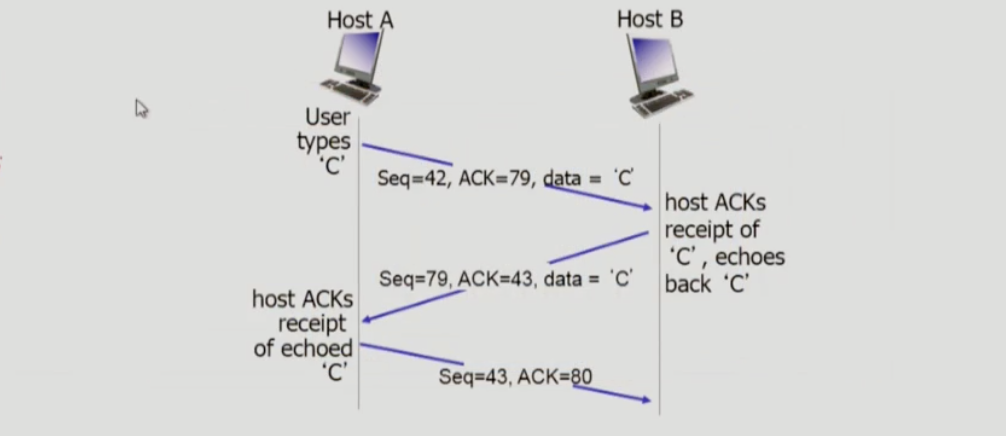 Host A
Host B
User
types
'C'
Seq=42, ACK=79, data = 'C'
host ACKs
receipt of
'C', echoes
back 'C'
Seq=79, ACK=43, data = 'C'
host ACKs
receipt
of echoed
'C'
Seq=43, ACK=80